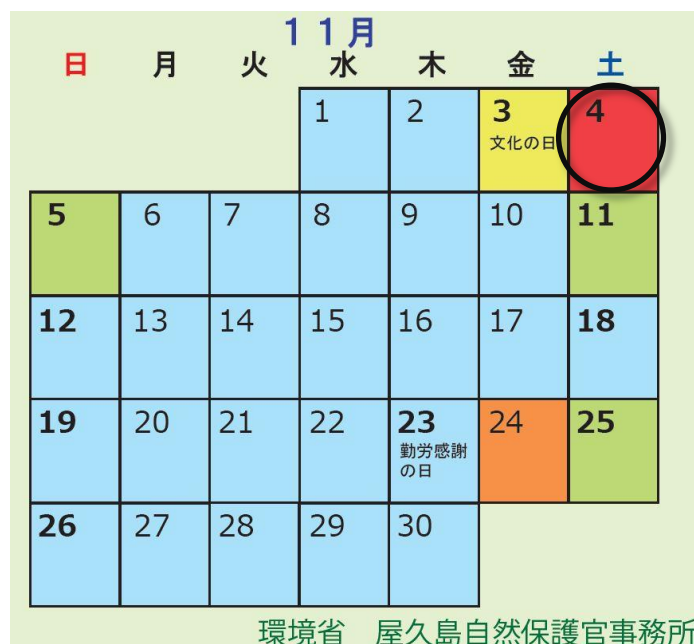 11月
日 月 火 水 木 金 土
1 2 3 4
文化の日
5 6 7 8 9 10 11
12 13 14 15 16 17 18
19 20 21 22 23 24 25
勤労感謝
の日
26 27 28 29 30
環境省 屋久島自然保護官事務所